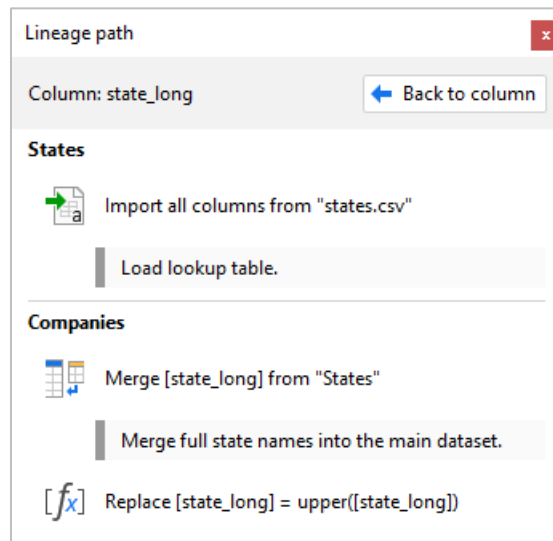 Lineage path
x
Column: state_long
Back to column
States
a
Import all columns from "states.csv"
Load lookup table.
Companies
Merge [state_long] from "States"
Merge full state names into the main dataset.
[fx] Replace [state_long] = upper([state_long])